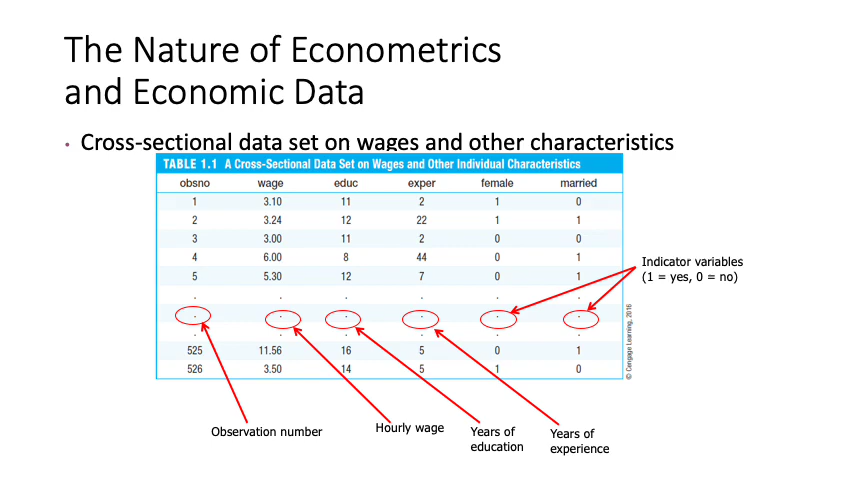 The Nature of Econometrics
and Economic Data
• Cross-sectional data set on wages and other characteristics
TABLE 1.1 A Cross-Sectional Data Set on Wages and Other Individual Characteristics
obsno wage educ exper female married
1 3.10 11 2 1 0
2 3.24 12 22 1 1
3 3.00 11 2 0 0
4 6.00 8 44 0 1
5 5.30 12 7 0 1
. . . . . .
. . . . . .
. . . . . .
525 11.56 16 5 0 1
526 3.50 14 5 1 0
Indicator variables
(1 = yes, 0 = no)
© Cengage Learning, 2016
Observation number
Hourly wage
Years of
education
Years of
experience